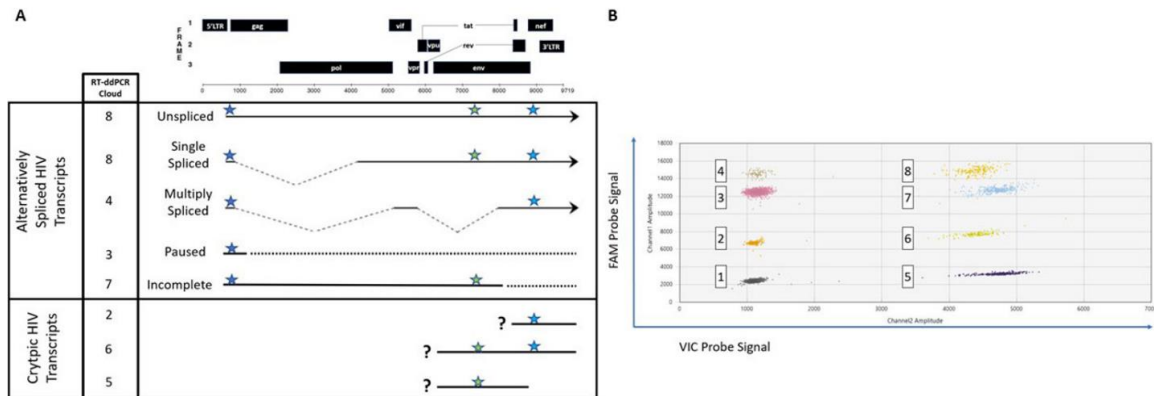 A
FRAME
1
2
3
5'LTR
gag
vif
tat
nef
vpu
rev
3'LTR
pol
vpr
env
0 1000 2000 3000 4000 5000 6000 7000 8000 9000 9719
RT-ddPCR
Cloud
Alternatively
Spliced HIV
Transcripts
8 Unspliced
8 Single
Spliced
4 Multiply
Spliced
3 Paused
7 Incomplete
Crytpic HIV
Transcripts
2 ?
6 ?
5 ?
B
FAM Probe Signal
Channel1 Amplitude
18000
16000
14000
12000
10000
8000
6000
4000
2000
0
4
3
2
1
8
7
6
5
0 1000 2000 3000 4000 5000 6000 700
Channel2 Amplitude
VIC Probe Signal